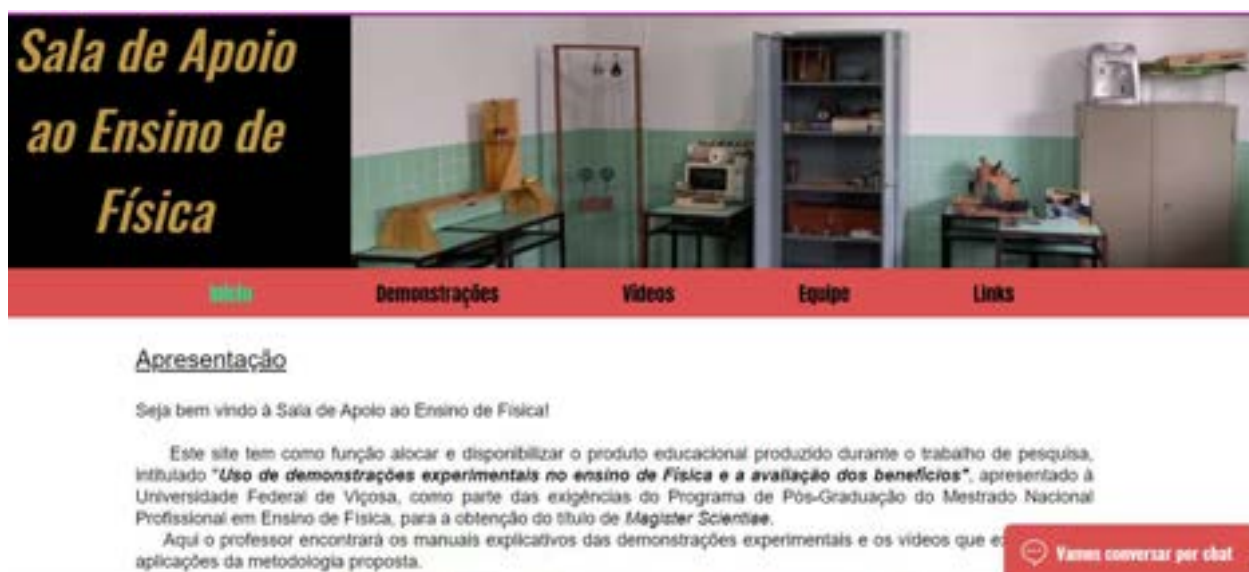 Sala de Apoio
ao Ensino de
Física
Início Demonstrações Vídeos Equipe Links
Apresentação
Seja bem vindo à Sala de Apoio ao Ensino de Física!
Este site tem como função alocar e disponibilizar o produto educacional produzido durante o trabalho de pesquisa,
intitulado "Uso de demonstrações experimentais no ensino de Física e a avaliação dos benefícios", apresentado à
Universidade Federal de Viçosa, como parte das exigências do Programa de Pós-Graduação do Mestrado Nacional
Profissional em Ensino de Física, para a obtenção do título de Magister Scientiae.
Aqui o professor encontrará os manuais explicativos das demonstrações experimentais e os vídeos que
aplicações da metodologia proposta.
Vamos conversar por chat